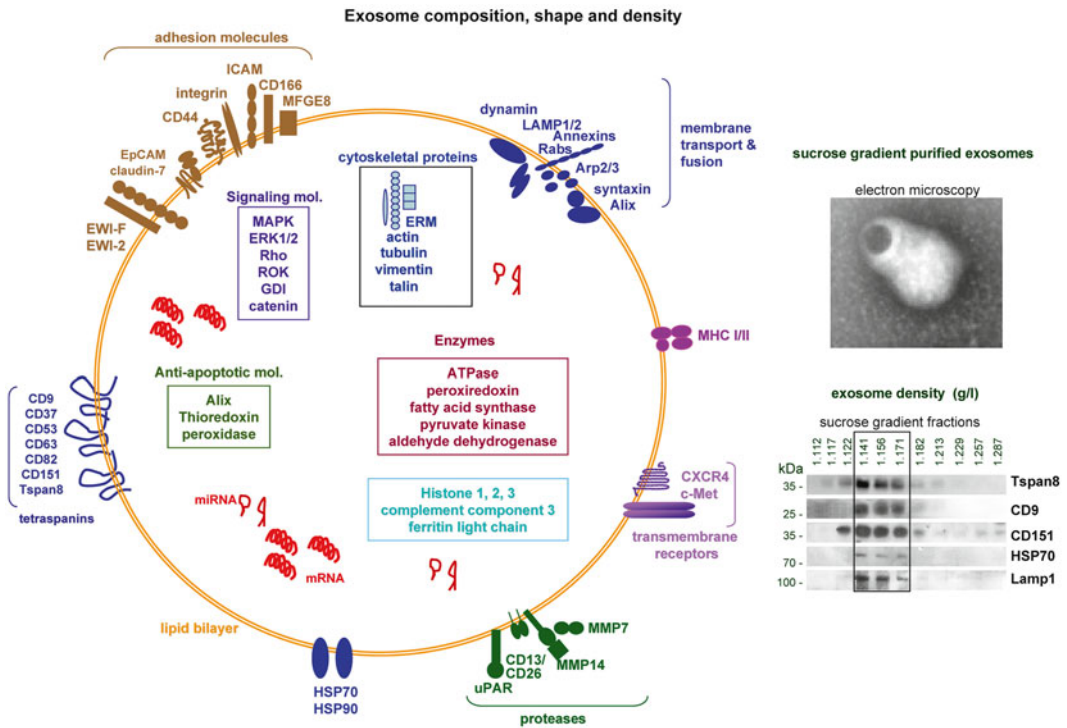 Exosome composition, shape and density
adhesion molecules
ICAM
CD166
MFGE8
integrin
CD44
EpCAM
claudin-7
EWI-F
EWI-2
dynamin
LAMP1/2
Annexins
Rabs
Arp2/3
syntaxin
Alix
membrane
transport &
fusion
cytoskeletal proteins
ERM
actin
tubulin
vimentin
talin
Signaling mol.
MAPK
ERK1/2
Rho
ROK
GDI
catenin
MHC I/II
Enzymes
ATPase
peroxiredoxin
fatty acid synthase
pyruvate kinase
aldehyde dehydrogenase
Anti-apoptotic mol.
Alix
Thioredoxin
peroxidase
CD9
CD37
CD53
CD63
CD82
CD151
Tspan8
tetraspanins
miRNA
mRNA
Histone 1, 2, 3
complement component 3
ferritin light chain
CXCR4
c-Met
transmembrane
receptors
lipid bilayer
HSP70
HSP90
MMP7
MMP14
CD13/
CD26
uPAR
proteases
sucrose gradient purified exosomes
electron microscopy
exosome density (g/l)
sucrose gradient fractions
1.112
1.117
1.122
1.141
1.156
1.171
1.182
1.213
1.229
1.257
1.287
kDa
35 - Tspan8
25 - CD9
35 - CD151
70 - HSP70
100 - Lamp1